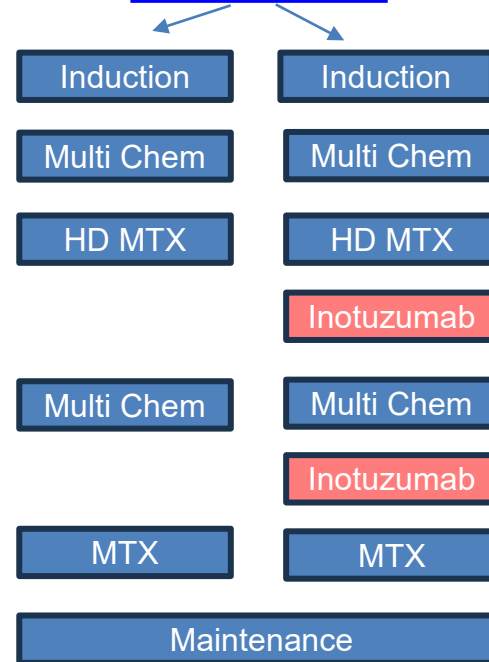 Induction
Induction
Multi Chem
Multi Chem
HD MTX
HD MTX
Inotuzumab
Multi Chem
Multi Chem
Inotuzumab
MTX
MTX
Maintenance